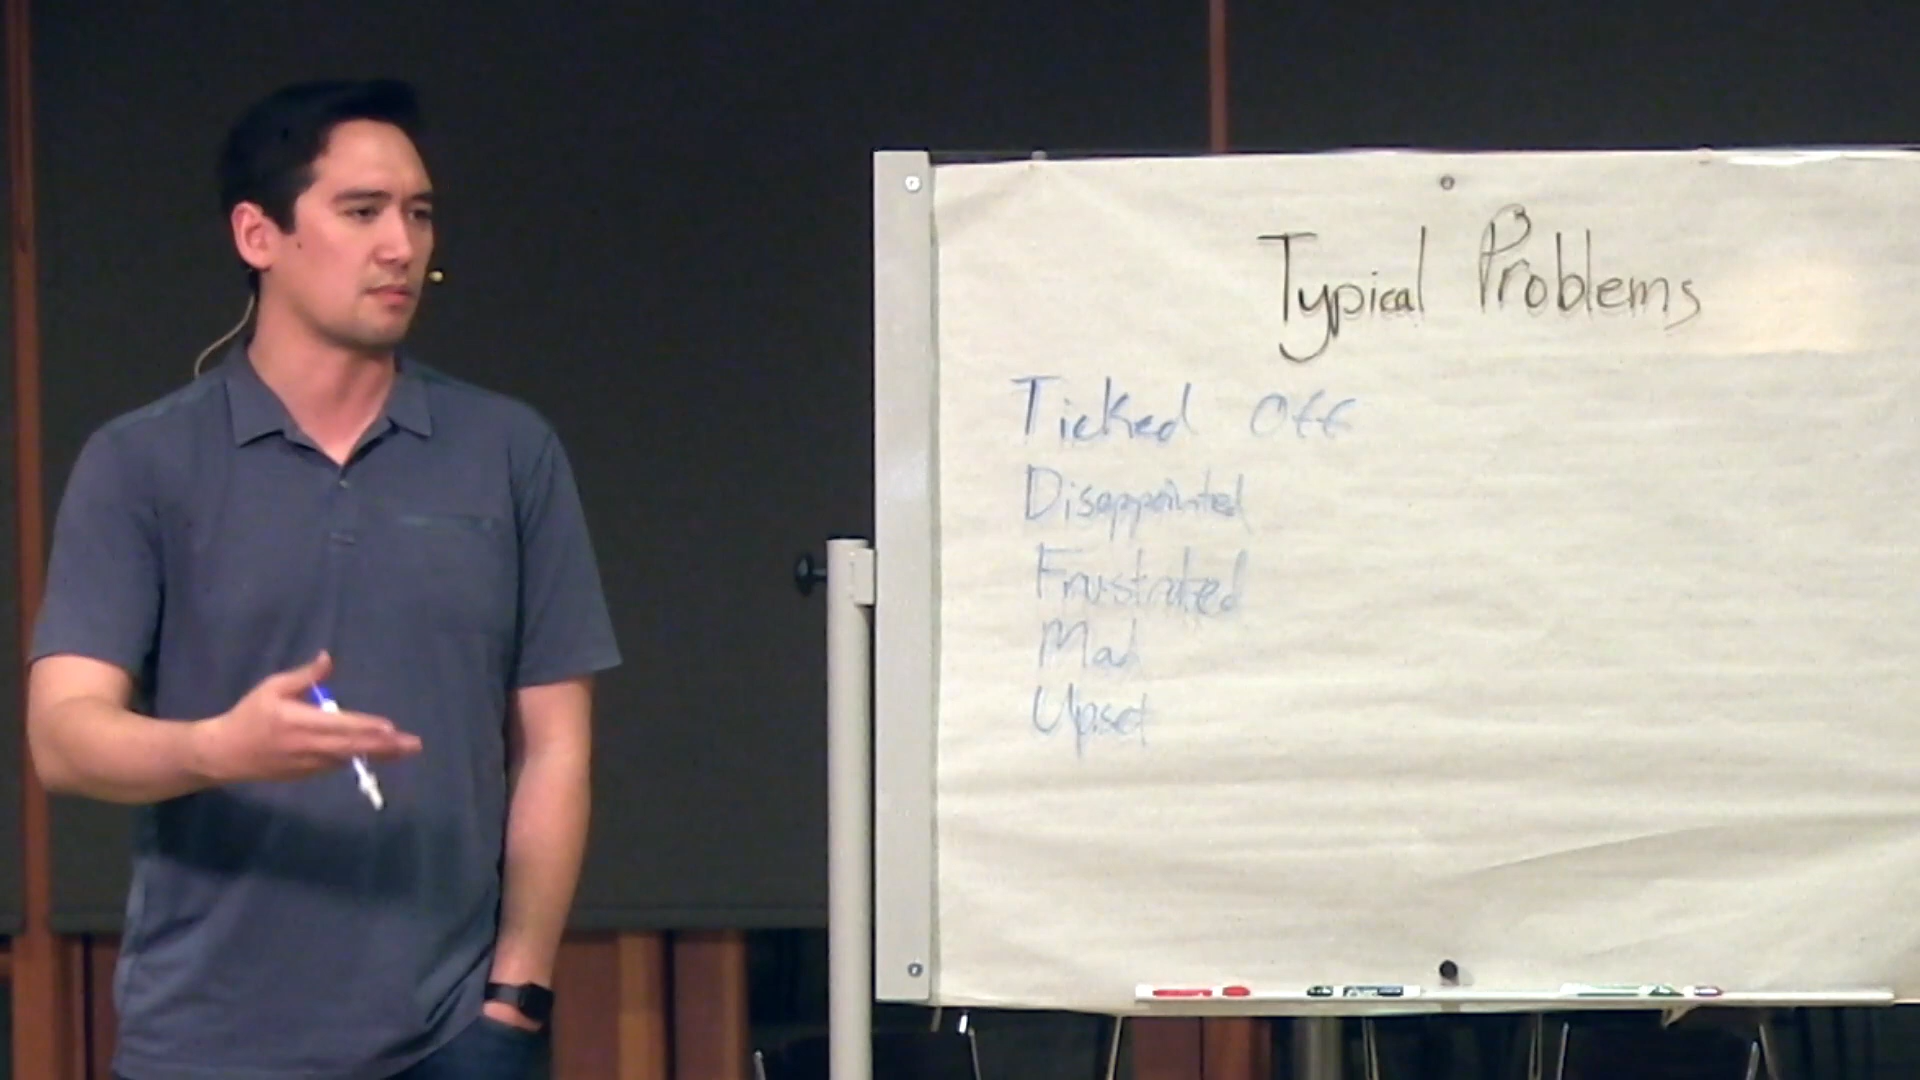 Typical Problems
Ticked Off
Disappointed
Frustrated
Mad
Upset